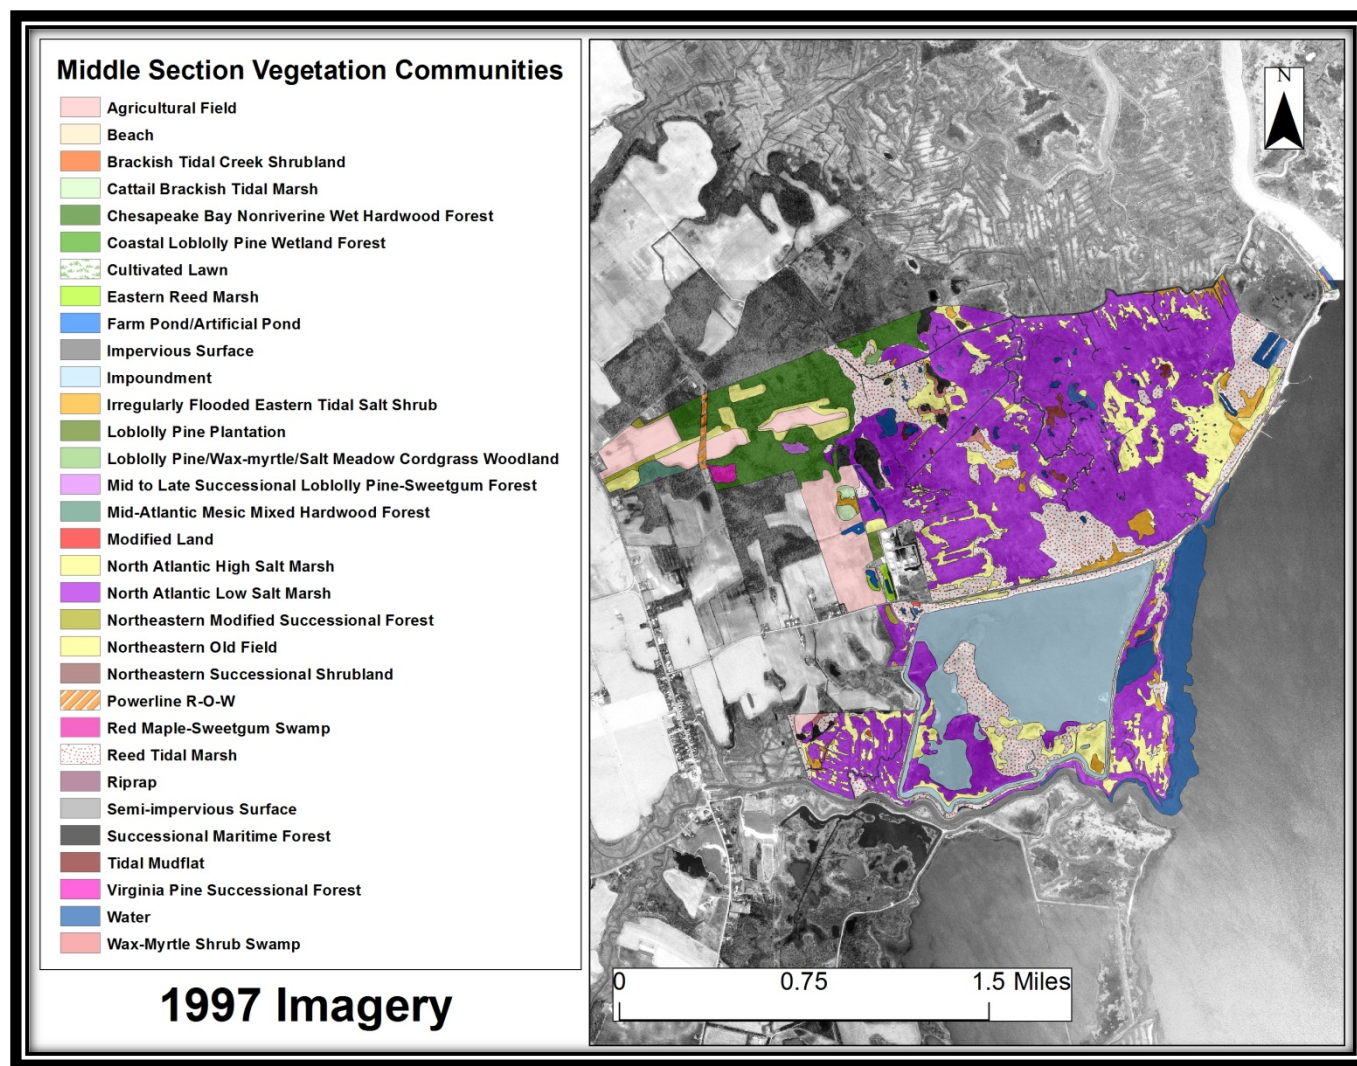 Middle Section Vegetation Communities
Agricultural Field
Beach
Brackish Tidal Creek Shrubland
Cattail Brackish Tidal Marsh
Chesapeake Bay Nonriverine Wet Hardwood Forest
Coastal Loblolly Pine Wetland Forest
Cultivated Lawn
Eastern Reed Marsh
Farm Pond/Artificial Pond
Impervious Surface
Impoundment
Irregularly Flooded Eastern Tidal Salt Shrub
Loblolly Pine Plantation
Loblolly Pine/Wax-myrtle/Salt Meadow Cordgrass Woodland
Mid to Late Successional Loblolly Pine-Sweetgum Forest
Mid-Atlantic Mesic Mixed Hardwood Forest
Modified Land
North Atlantic High Salt Marsh
North Atlantic Low Salt Marsh
Northeastern Modified Successional Forest
Northeastern Old Field
Northeastern Successional Shrubland
Powerline R-O-W
Red Maple-Sweetgum Swamp
Reed Tidal Marsh
Riprap
Semi-impervious Surface
Successional Maritime Forest
Tidal Mudflat
Virginia Pine Successional Forest
Water
Wax-Myrtle Shrub Swamp
1997 Imagery
N
0 0.75 1.5 Miles